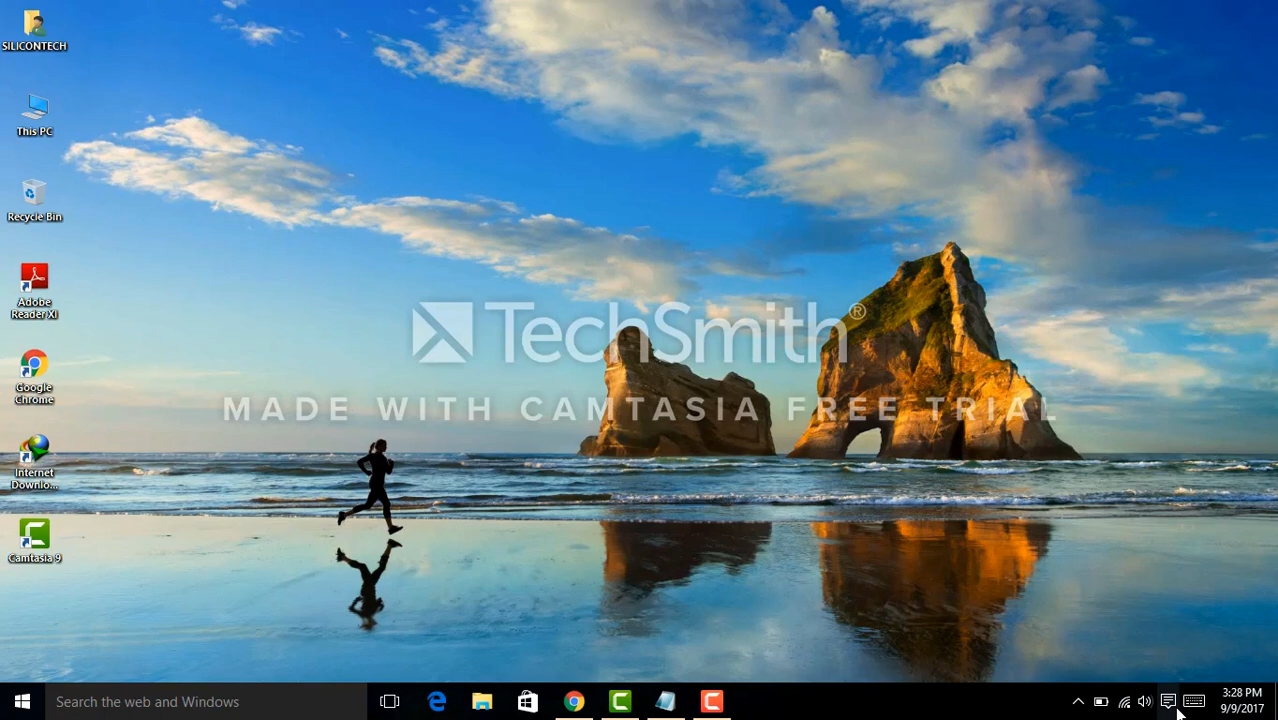 SILICONTECH
This PC
Recycle Bin
Adobe
Reader XI
Google
Chrome
Internet
Downlo...
Camtasia 9
TechSmith®
MADE WITH CAMTASIA FREE TRIAL
Search the web and Windows
3:28 PM
9/9/2017